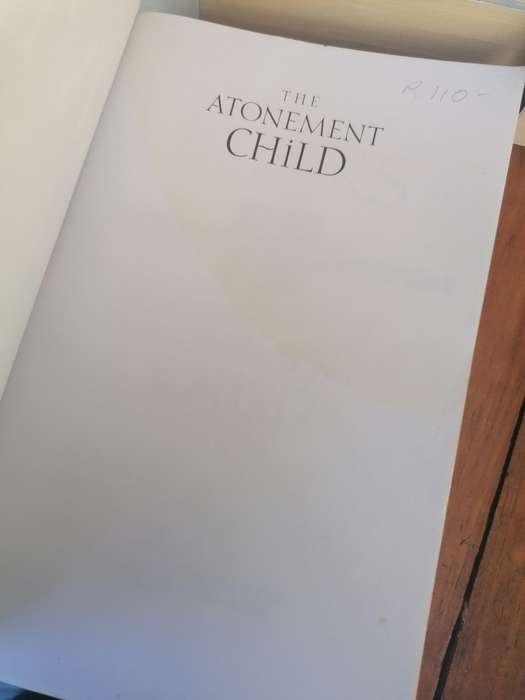 THE
ATONEMENT
CHiLD
R 110-